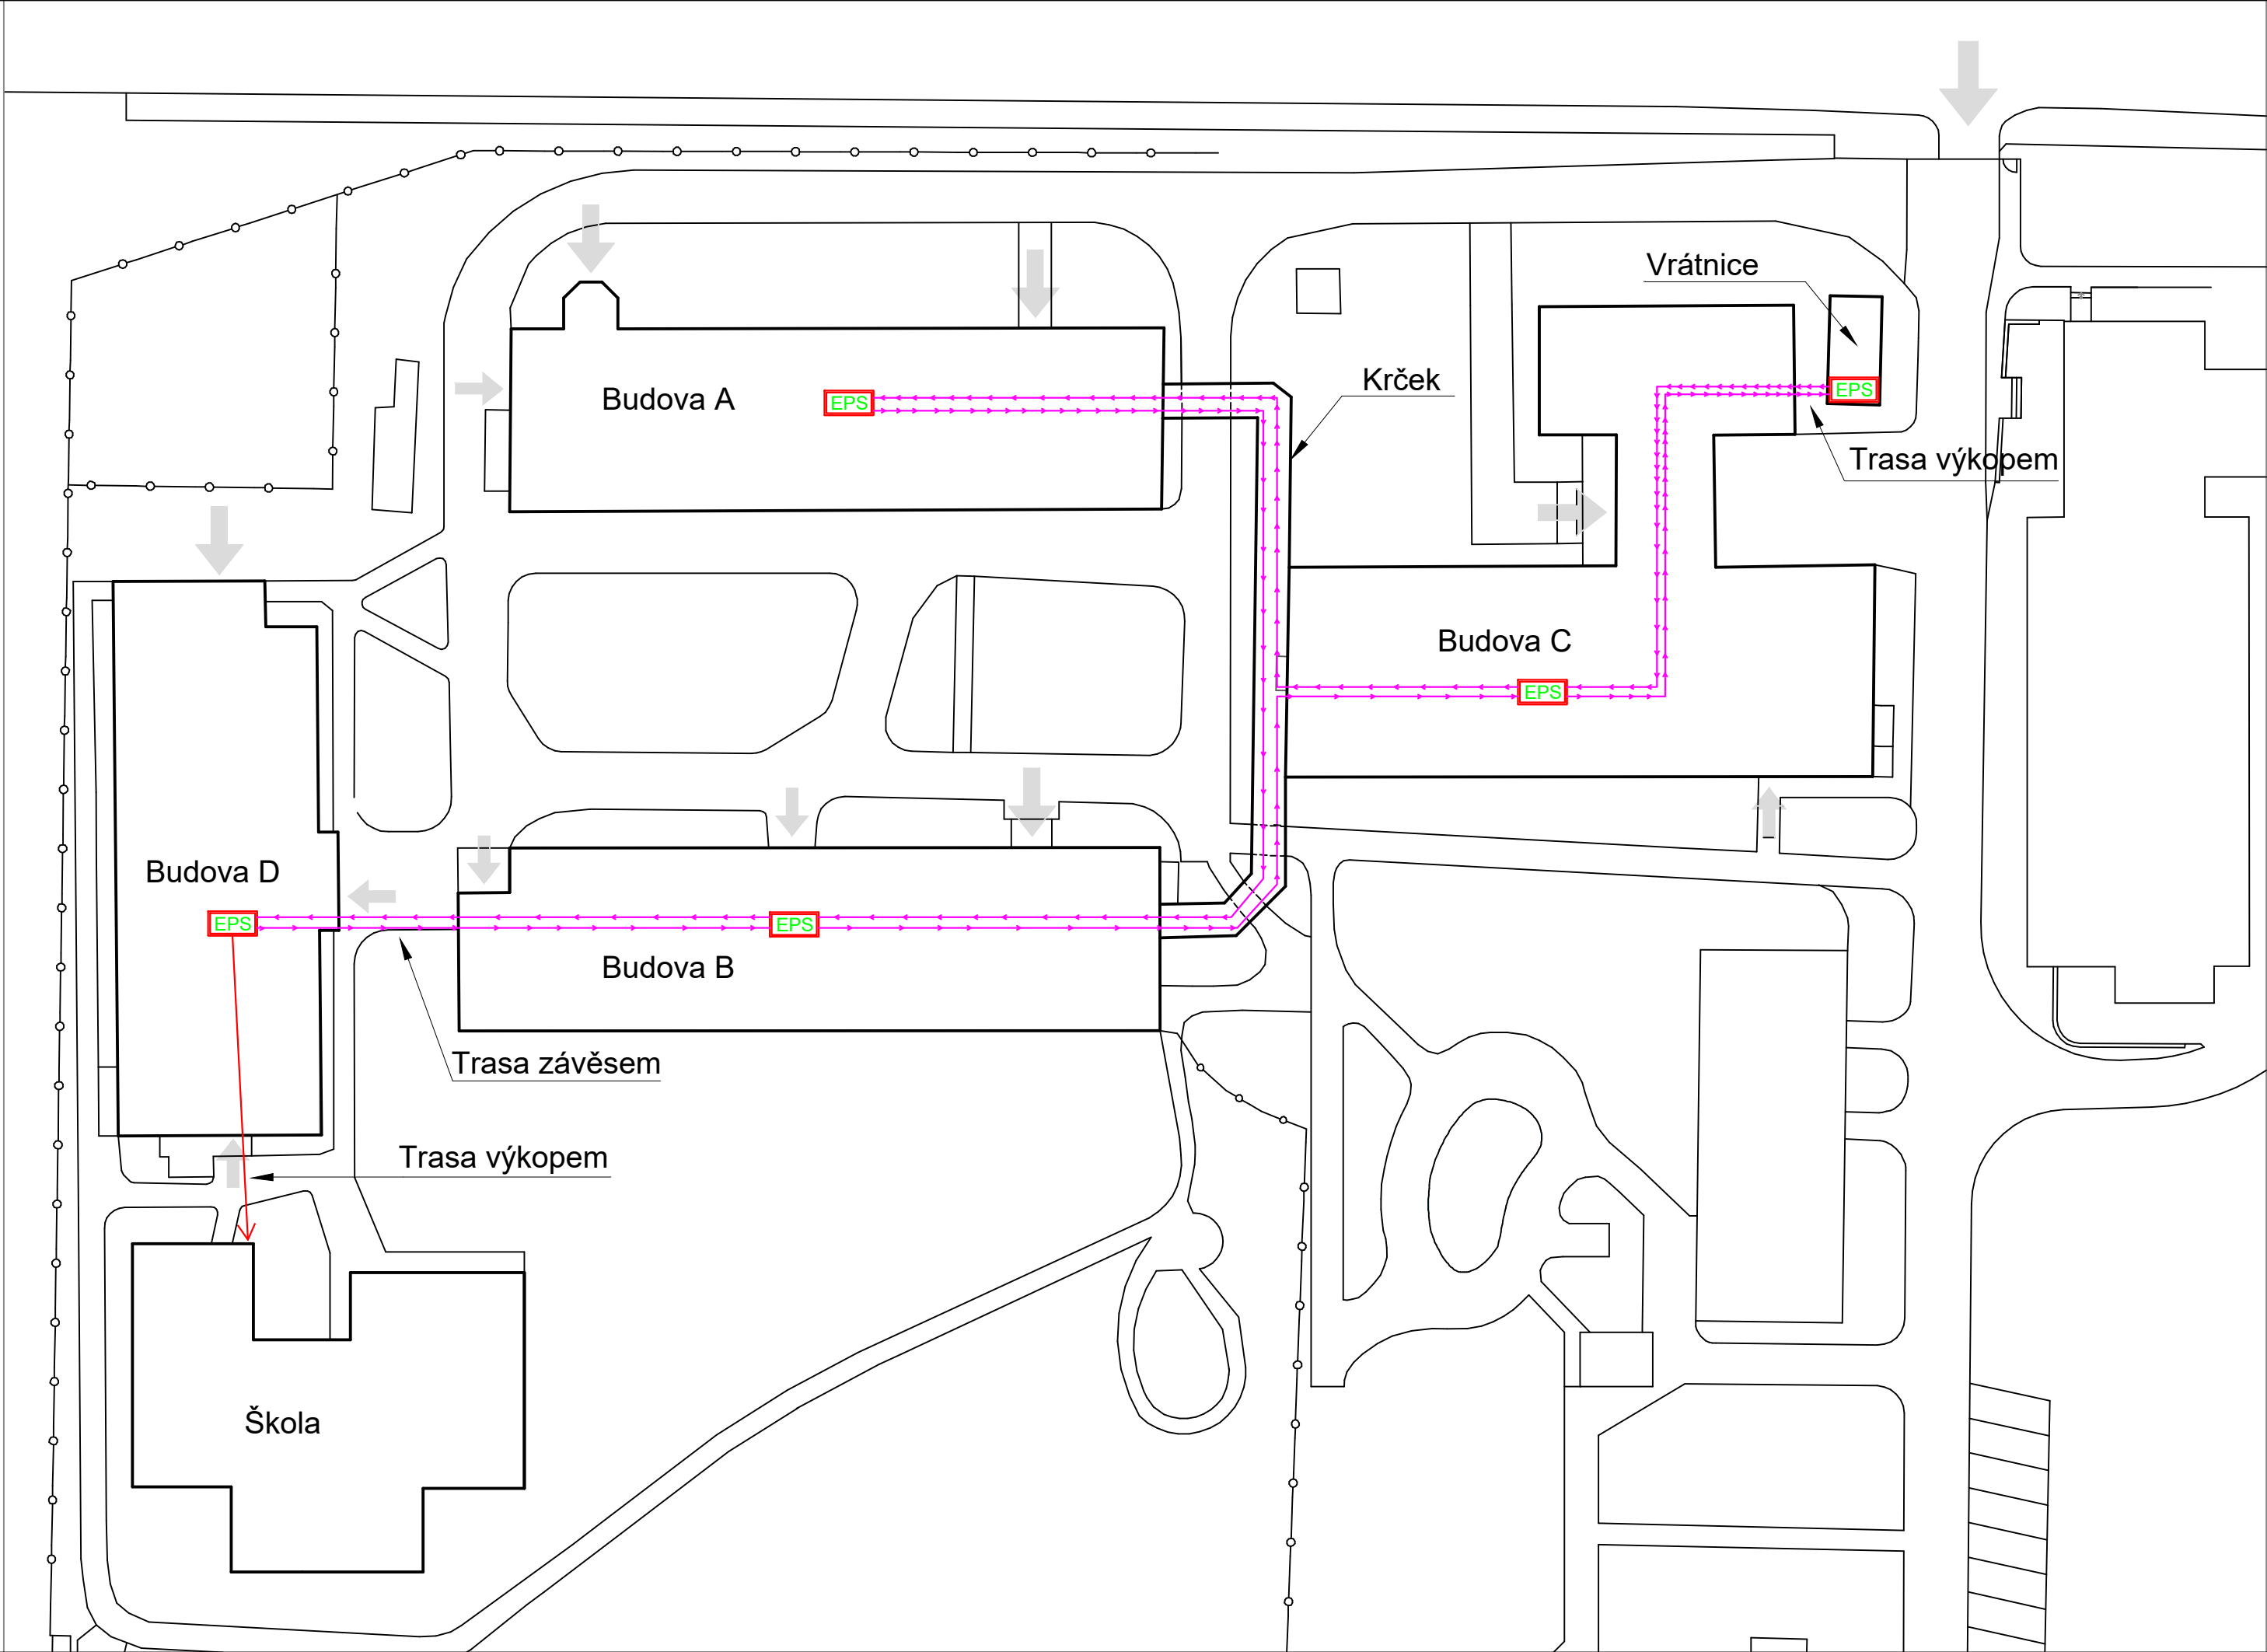 Vrátnice
Krček
Budova A
EPS
EPS
Trasa výkopem
Budova C
EPS
Budova D
EPS
EPS
Budova B
Trasa závěsem
Trasa výkopem
Škola